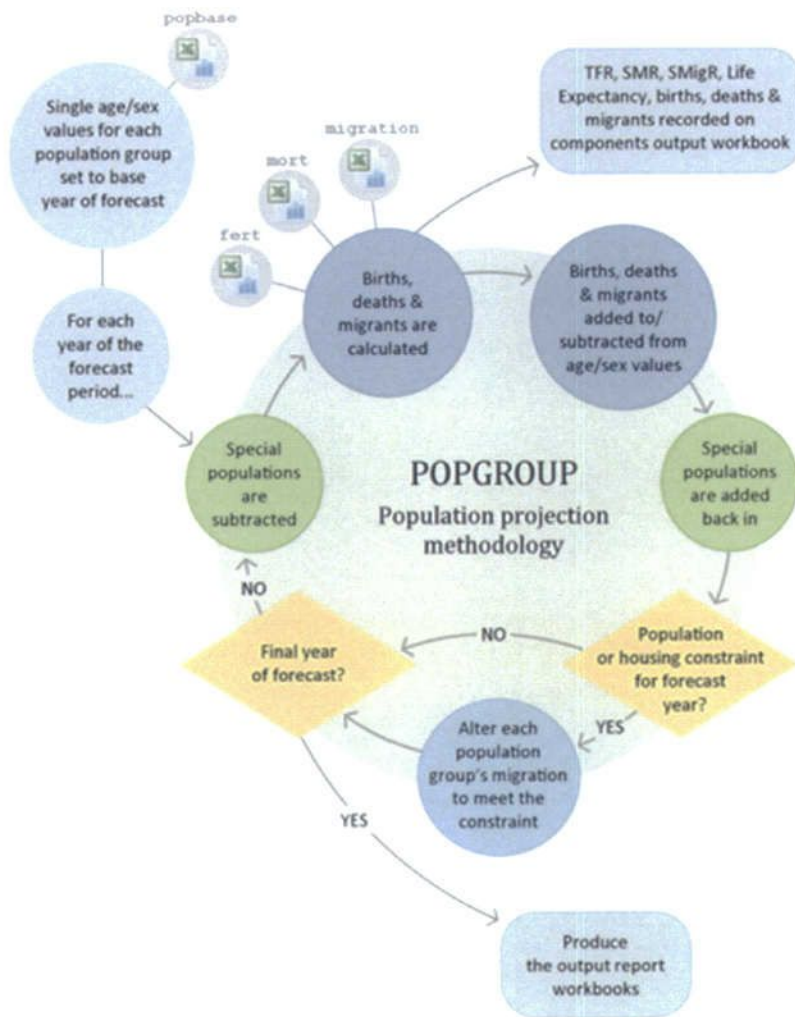 popbase
Single age/sex
values for each
population group
set to base
year of forecast
For each
year of the
forecast
period...
fert
mort
migration
Births,
deaths &
migrants are
calculated
TFR, SMR, SMigR, Life
Expectancy, births, deaths &
migrants recorded on
components output workbook
Births, deaths
& migrants
added to/
subtracted from
age/sex values
Special
populations
are
subtracted
POPGROUP
Population projection
methodology
Special
populations
are added
back in
NO
Final year
of forecast?
NO
Population
or housing constraint
for forecast
year?
YES
Alter each
population
group's migration
to meet the
constraint
YES
Produce
the output report
workbooks